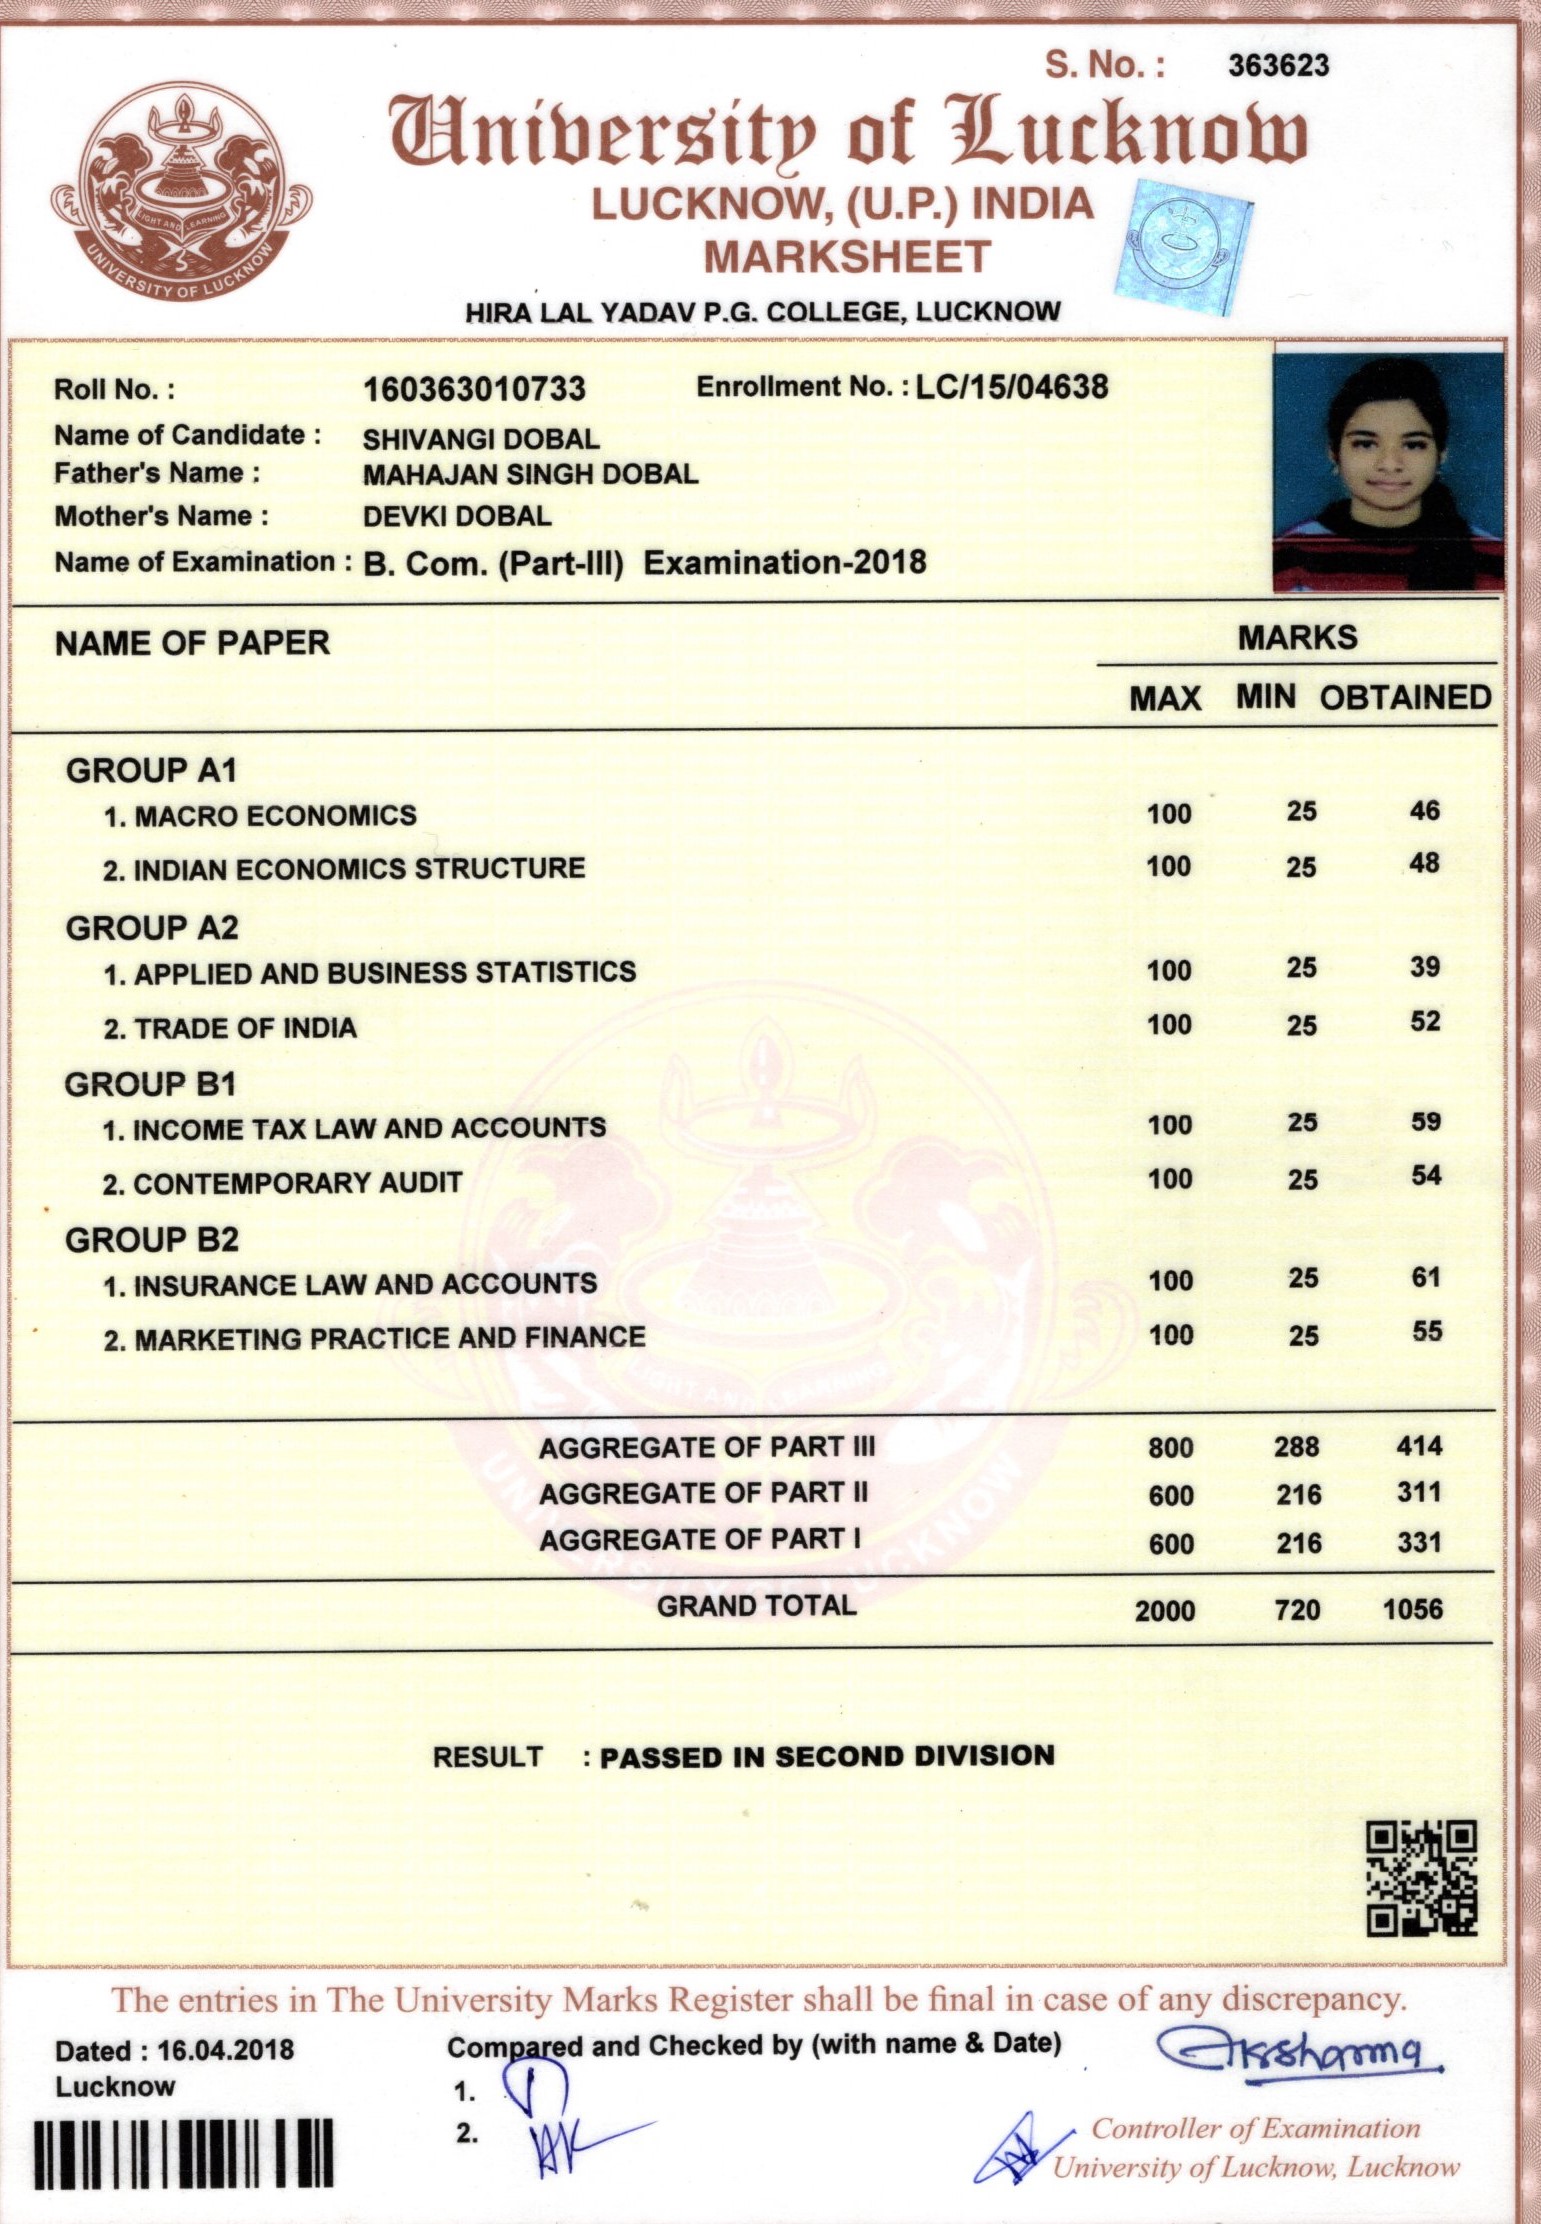 S. No. : 363623
University of Lucknow
LUCKNOW, (U.P.) INDIA
MARKSHEET
HIRA LAL YADAV P.G. COLLEGE, LUCKNOW
LIGHT AND LEARNING
UNIVERSITY OF LUCKNOW
Roll No. : 160363010733 Enrollment No. : LC/15/04638
Name of Candidate : SHIVANGI DOBAL
Father's Name : MAHAJAN SINGH DOBAL
Mother's Name : DEVKI DOBAL
Name of Examination : B. Com. (Part-III) Examination-2018
NAME OF PAPER MARKS
MAX MIN OBTAINED
GROUP A1
1. MACRO ECONOMICS 100 25 46
2. INDIAN ECONOMICS STRUCTURE 100 25 48
GROUP A2
1. APPLIED AND BUSINESS STATISTICS 100 25 39
2. TRADE OF INDIA 100 25 52
GROUP B1
1. INCOME TAX LAW AND ACCOUNTS 100 25 59
2. CONTEMPORARY AUDIT 100 25 54
GROUP B2
1. INSURANCE LAW AND ACCOUNTS 100 25 61
2. MARKETING PRACTICE AND FINANCE 100 25 55
AGGREGATE OF PART III 800 288 414
AGGREGATE OF PART II 600 216 311
AGGREGATE OF PART I 600 216 331
GRAND TOTAL 2000 720 1056
RESULT : PASSED IN SECOND DIVISION
The entries in The University Marks Register shall be final in case of any discrepancy.
Dated : 16.04.2018
Lucknow
Compared and Checked by (with name & Date)
1.
2.
Controller of Examination
University of Lucknow, Lucknow